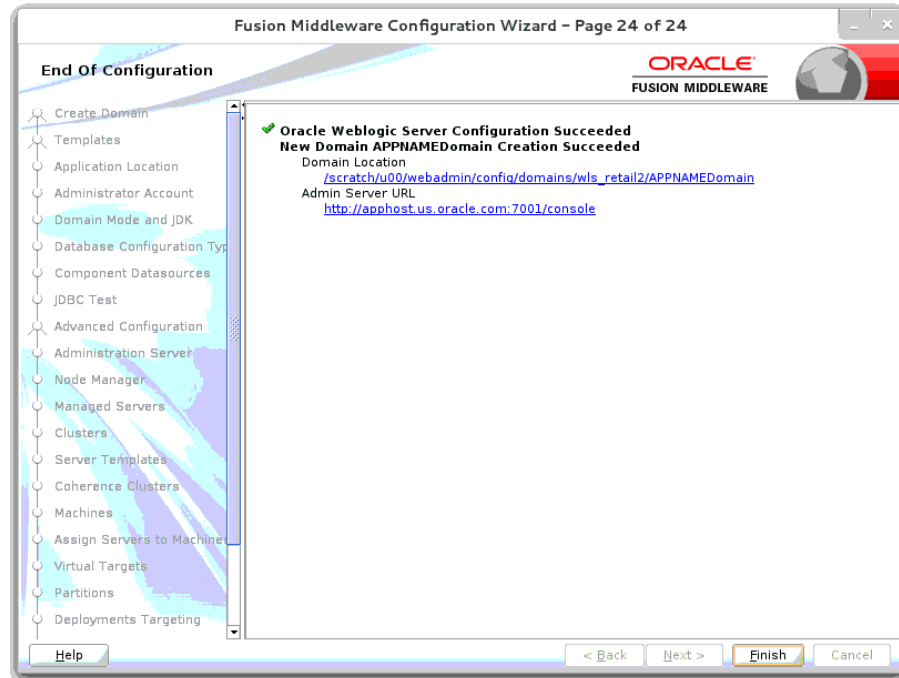 Fusion Middleware Configuration Wizard – Page 24 of 24
End Of Configuration
ORACLE
FUSION MIDDLEWARE
Create Domain
Templates
Application Location
Administrator Account
Domain Mode and JDK
Database Configuration Typ
Component Datasources
JDBC Test
Advanced Configuration
Administration Server
Node Manager
Managed Servers
Clusters
Server Templates
Coherence Clusters
Machines
Assign Servers to Machines
Virtual Targets
Partitions
Deployments Targeting
Oracle Weblogic Server Configuration Succeeded
New Domain APPNAMEDomain Creation Succeeded
Domain Location
/scratch/u00/webadmin/config/domains/wls_retail2/APPNAMEDomain
Admin Server URL
http://apphost.us.oracle.com:7001/console
Help
< Back
Next >
Finish
Cancel